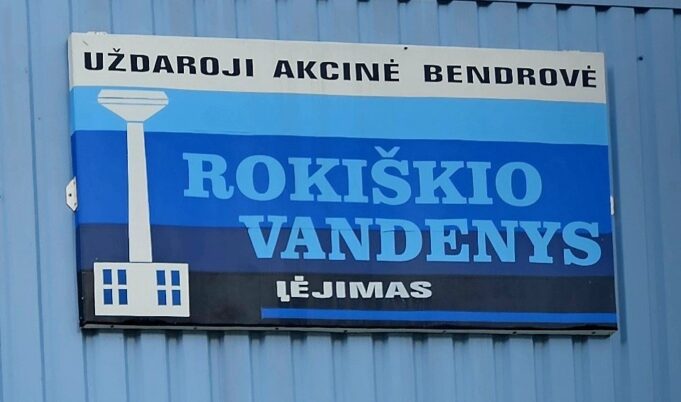 UŽDAROJI AKCINĖ BENDROVĖ
ROKIŠKIO
VANDENYS
ĮĖJIMAS